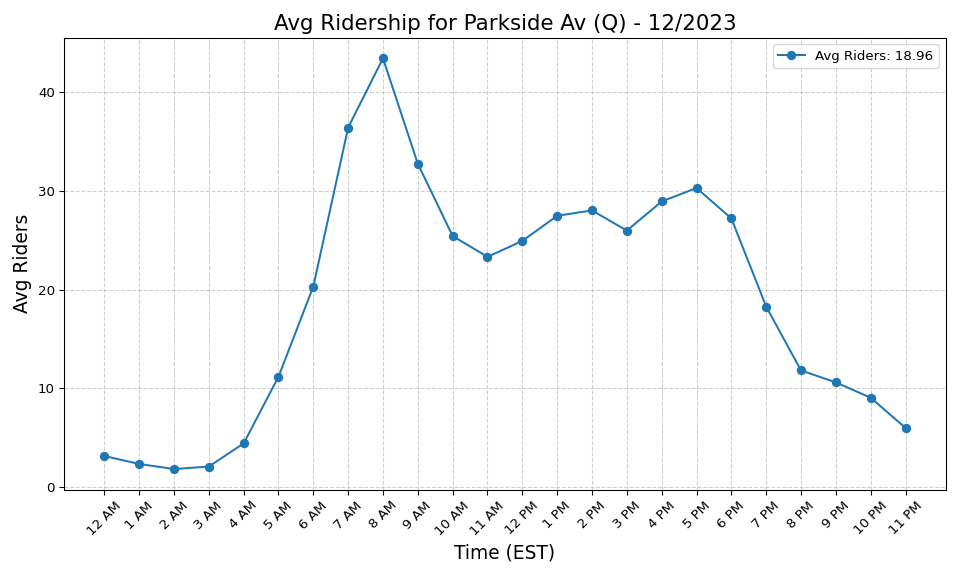 Avg Ridership for Parkside Av (Q) - 12/2023
Avg Riders: 18.96
Avg Riders
40
30
20
10
0
12 AM
1 AM
2 AM
3 AM
4 AM
5 AM
6 AM
7 AM
8 AM
9 AM
10 AM
11 AM
12 PM
1 PM
2 PM
3 PM
4 PM
5 PM
6 PM
7 PM
8 PM
9 PM
10 PM
11 PM
Time (EST)